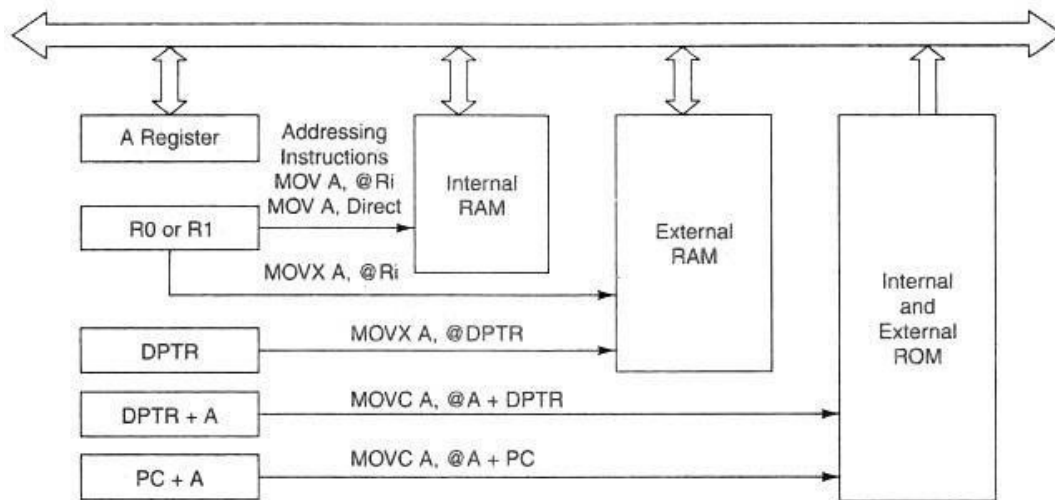 A Register
Addressing
Instructions
MOV A, @Ri
MOV A, Direct
Internal
RAM
R0 or R1
External
RAM
MOVX A, @Ri
Internal
and
External
ROM
MOVX A, @DPTR
DPTR
MOVC A, @A + DPTR
DPTR + A
MOVC A, @A + PC
PC + A